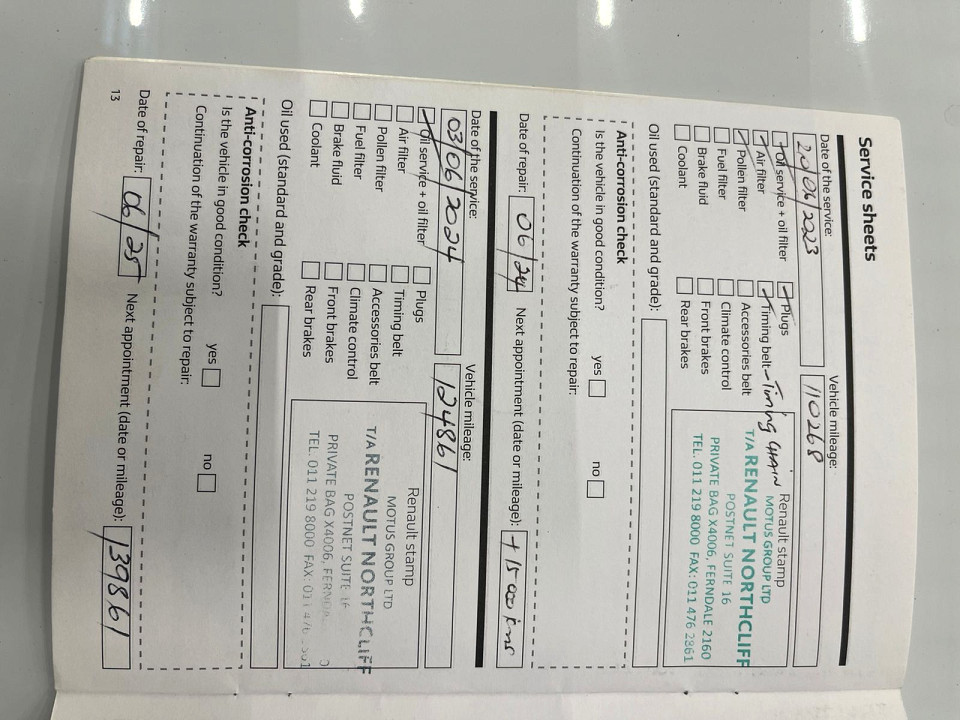 Service sheets
Date of the service:
Vehicle mileage:
20/06/2023
110268
Oil service + oil filter
Plugs
Air filter
Timing belt - Timing CHAIN
Pollen filter
Accessories belt
Fuel filter
Climate control
Brake fluid
Front brakes
Coolant
Rear brakes
Renault stamp
MOTUS GROUP LTD
T/A RENAULT NORTHCLIFF
POSTNET SUITE 16
PRIVATE BAG X4006, FERNDALE 2160
TEL. 011 219 8000 FAX: 011 476 2861
Oil used (standard and grade):
Anti-corrosion check
Is the vehicle in good condition?
yes
no
Continuation of the warranty subject to repair:
Date of repair: 06/24 Next appointment (date or mileage): + 15 000 kms
Date of the service:
Vehicle mileage:
03/06/2024
124861
Oil service + oil filter
Plugs
Air filter
Timing belt
Pollen filter
Accessories belt
Fuel filter
Climate control
Brake fluid
Front brakes
Coolant
Rear brakes
Renault stamp
MOTUS GROUP LTD
T/A RENAULT NORTHCLIFF
POSTNET SUITE 16
PRIVATE BAG X4006,
TEL. 011 219 8000 FAX: 011
Oil used (standard and grade):
Anti-corrosion check
Is the vehicle in good condition?
yes
no
Continuation of the warranty subject to repair:
Date of repair: 06/25 Next appointment (date or mileage): 139861
13